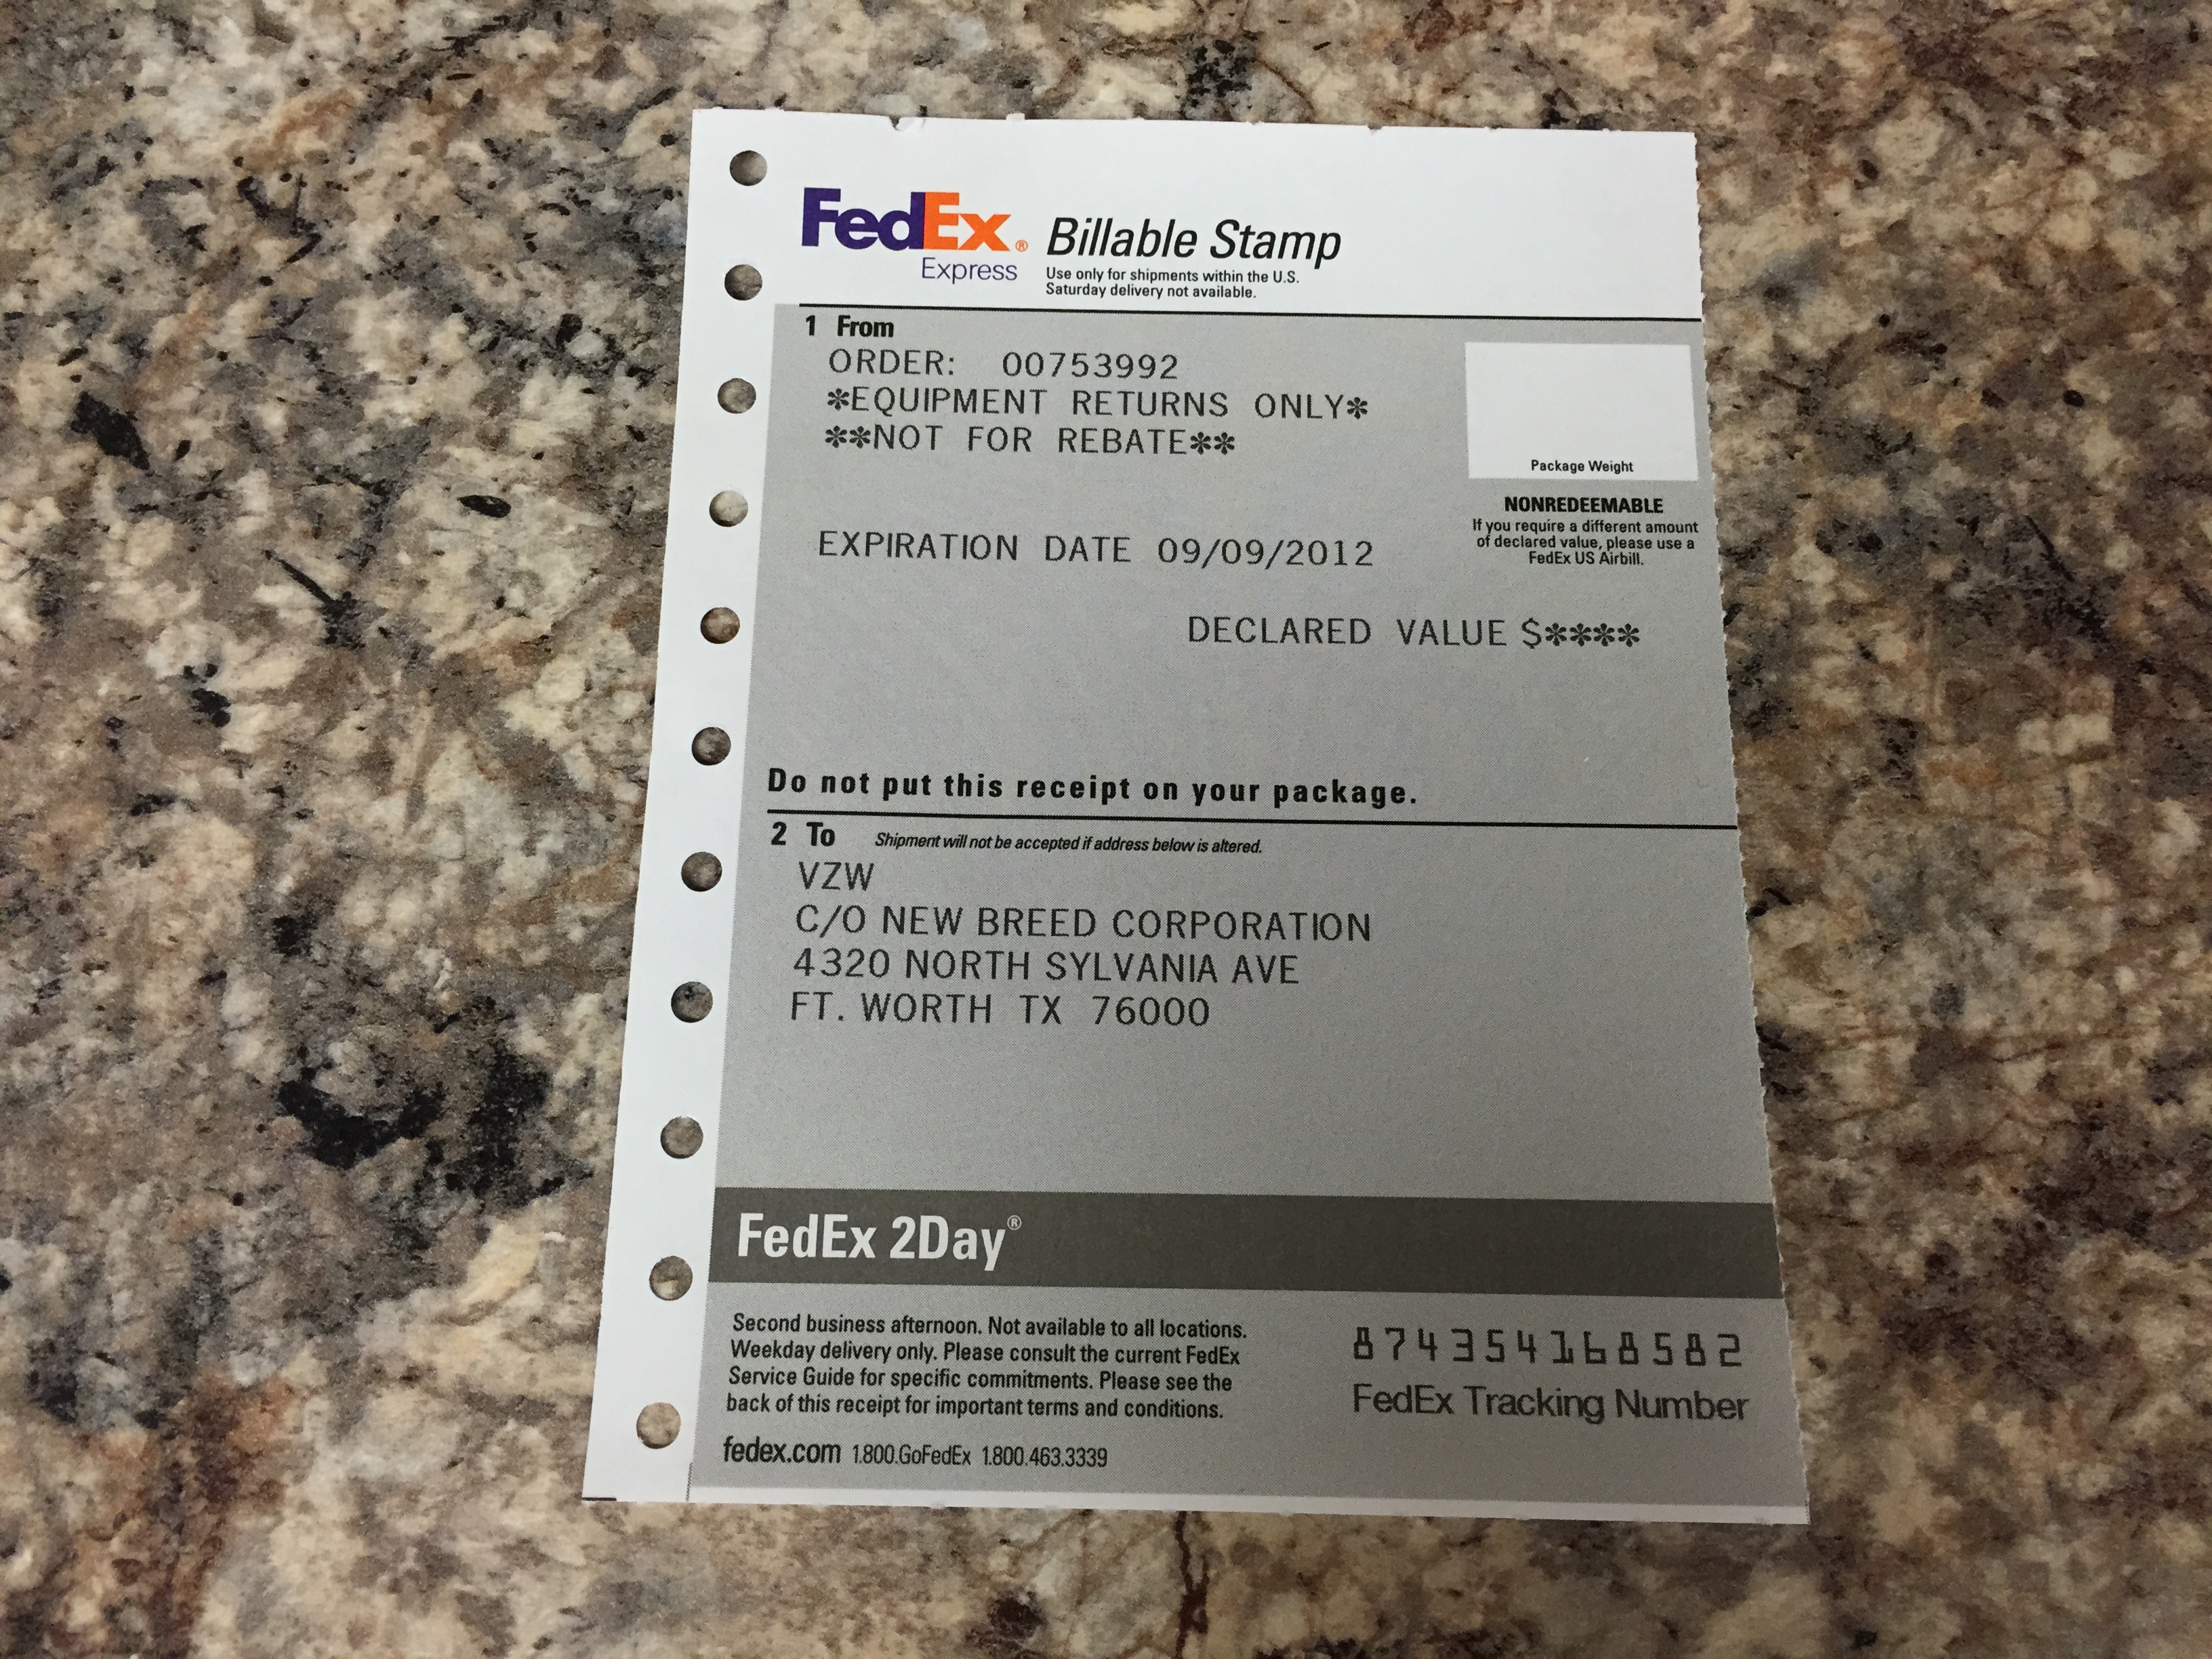 FedEx®
Express
Billable Stamp
Use only for shipments within the U.S.
Saturday delivery not available.
1 From
ORDER: 00753992
*EQUIPMENT RETURNS ONLY*
**NOT FOR REBATE**
Package Weight
NONREDEEMABLE
If you require a different amount
of declared value, please use a
FedEx US Airbill.
EXPIRATION DATE 09/09/2012
DECLARED VALUE $****
Do not put this receipt on your package.
2 To Shipment will not be accepted if address below is altered.
VZW
C/O NEW BREED CORPORATION
4320 NORTH SYLVANIA AVE
FT. WORTH TX 76000
FedEx 2Day®
Second business afternoon. Not available to all locations.
Weekday delivery only. Please consult the current FedEx
Service Guide for specific commitments. Please see the
back of this receipt for important terms and conditions.
fedex.com 1.800.GoFedEx 1.800.463.3339
874354168582
FedEx Tracking Number